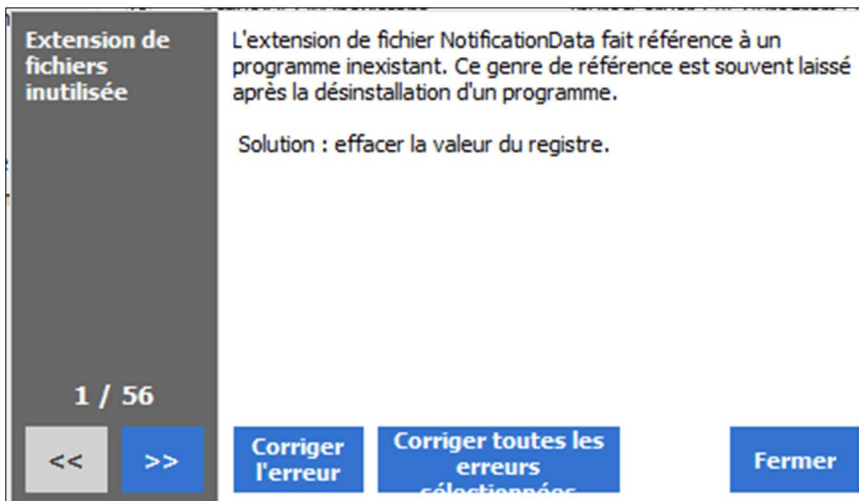 Extension de
fichiers
inutilisée
L'extension de fichier NotificationData fait référence à un
programme inexistant. Ce genre de référence est souvent laissé
après la désinstallation d'un programme.
Solution : effacer la valeur du registre.
1 / 56
<<
>>
Corriger
l'erreur
Corriger toutes les
erreurs
sélectionnées
Fermer